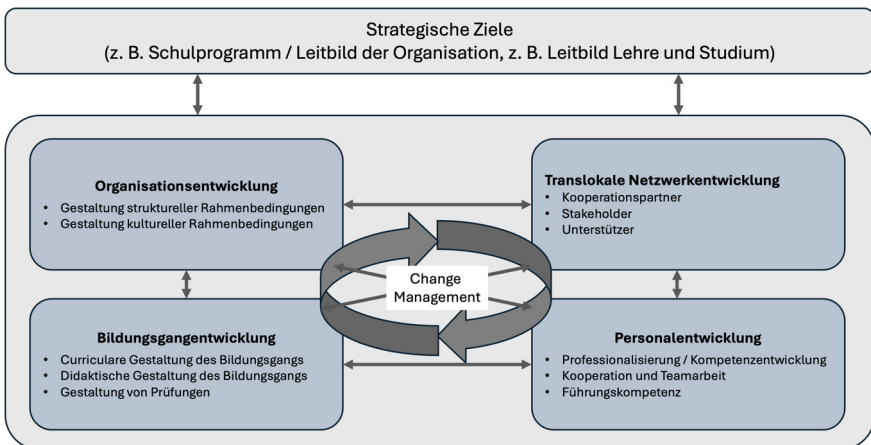 Strategische Ziele
(z. B. Schulprogramm / Leitbild der Organisation, z. B. Leitbild Lehre und Studium)
Organisationsentwicklung
• Gestaltung struktureller Rahmenbedingungen
• Gestaltung kultureller Rahmenbedingungen
Translokale Netzwerkentwicklung
• Kooperationspartner
• Stakeholder
• Unterstützer
Change
Management
Bildungsgangentwicklung
• Curriculare Gestaltung des Bildungsgangs
• Didaktische Gestaltung des Bildungsgangs
• Gestaltung von Prüfungen
Personalentwicklung
• Professionalisierung / Kompetenzentwicklung
• Kooperation und Teamarbeit
• Führungskompetenz